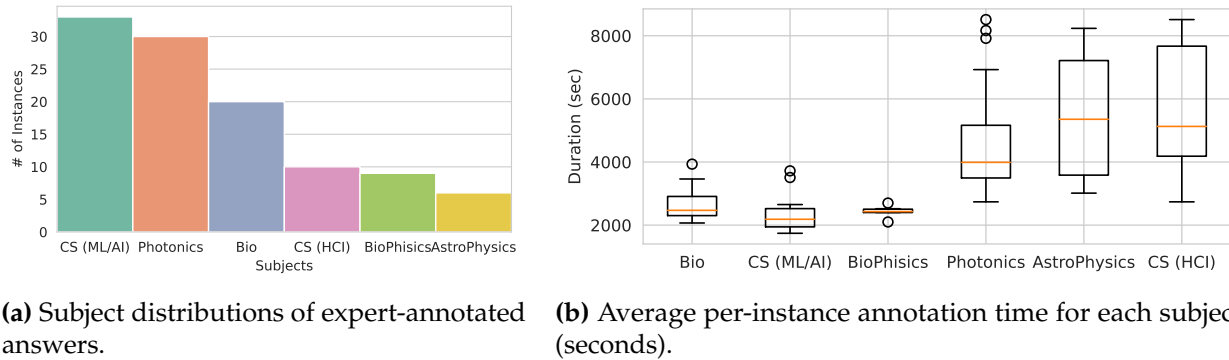 30
25
20
15
10
5
0
# of Instances
CS (ML/AI) Photonics Bio CS (HCI) BioPhisics AstroPhysics
Subjects
(a) Subject distributions of expert-annotated
answers.
8000
6000
4000
2000
Duration (sec)
Bio CS (ML/AI) BioPhisics Photonics AstroPhysics CS (HCI)
(b) Average per-instance annotation time for each subjec
(seconds).